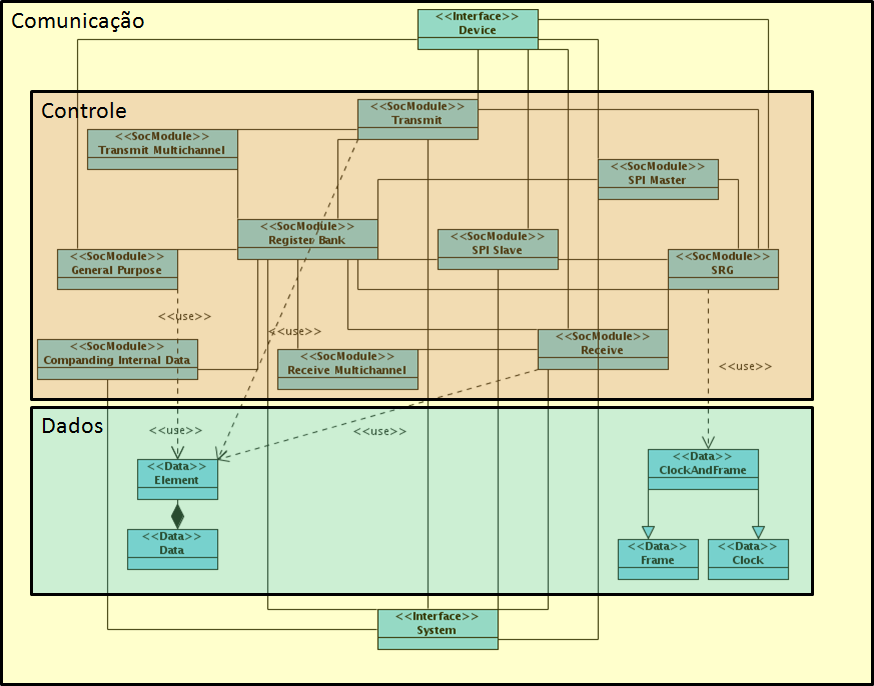 Comunicação
<<Interface>>
Device
Controle
<<SocModule>>
Transmit
<<SocModule>>
Transmit Multichannel
<<SocModule>>
SPI Master
<<SocModule>>
Register Bank
<<SocModule>>
SPI Slave
<<SocModule>>
General Purpose
<<SocModule>>
SRG
<<use>>
<<use>>
<<SocModule>>
Companding Internal Data
<<SocModule>>
Receive Multichannel
<<SocModule>>
Receive
<<use>>
Dados
<<use>>
<<use>>
<<Data>>
Element
<<Data>>
ClockAndFrame
<<Data>>
Data
<<Data>>
Frame
<<Data>>
Clock
<<Interface>>
System